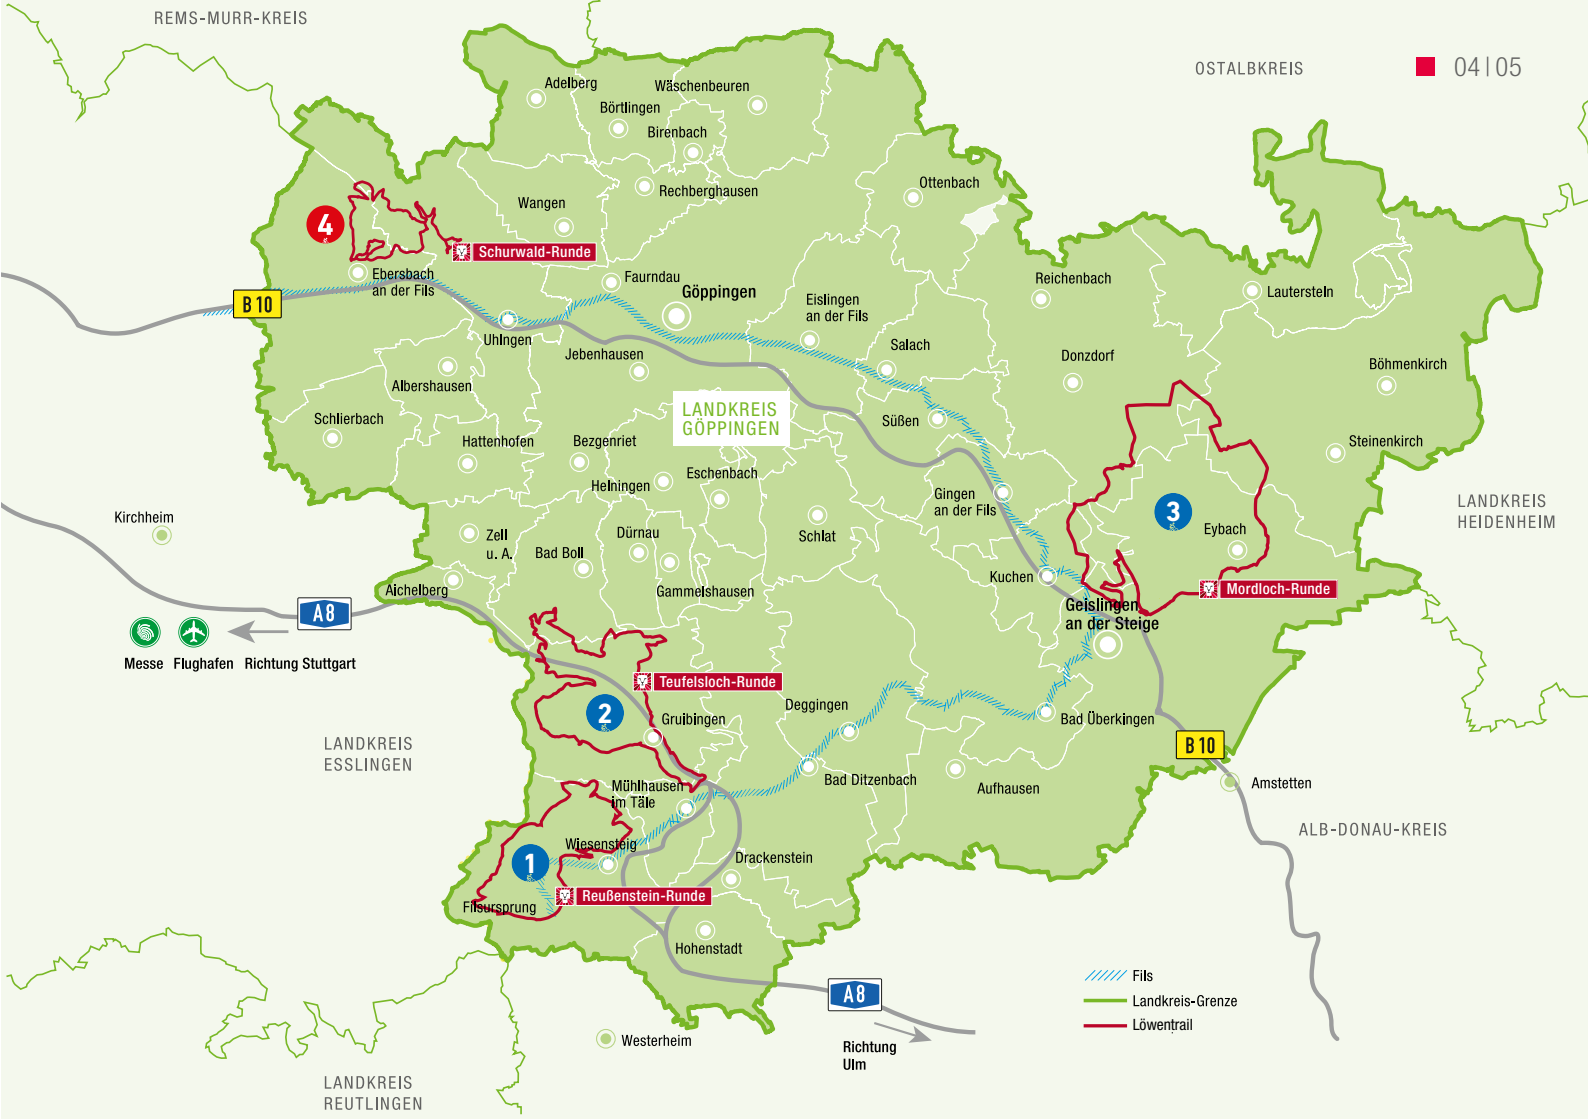 REMS-MURR-KREIS
OSTALBKREIS
04|05
Adelberg
Wäschenbeuren
Börtlingen
Birenbach
Rechberghausen
Ottenbach
Wangen
4
Schurwald-Runde
Ebersbach
an der Fils
Faurndau
Göppingen
Reichenbach
Lauterstein
B 10
Eislingen
an der Fils
Uhingen
Jebenhausen
Salach
Donzdorf
Böhmenkirch
Albershausen
Schlierbach
LANDKREIS
GÖPPINGEN
Süßen
Hattenhofen
Bezgenriet
Steinenkirch
Heiningen
Eschenbach
Gingen
an der Fils
LANDKREIS
HEIDENHEIM
Kirchheim
3
Zell
u. A.
Dürnau
Schlat
Eybach
Bad Boll
Aichelberg
Gammelshausen
Kuchen
Mordloch-Runde
A8
Geislingen
an der Steige
Messe
Flughafen
Richtung Stuttgart
Teufelsloch-Runde
2
Gruibingen
Deggingen
Bad Überkingen
LANDKREIS
ESSLINGEN
B 10
Mühlhausen
im Täle
Bad Ditzenbach
Aufhausen
Amstetten
ALB-DONAU-KREIS
Wiesensteig
1
Drackenstein
Reußenstein-Runde
Filsursprung
Hohenstadt
Fils
A8
Landkreis-Grenze
Löwentrail
Westerheim
Richtung
Ulm
LANDKREIS
REUTLINGEN